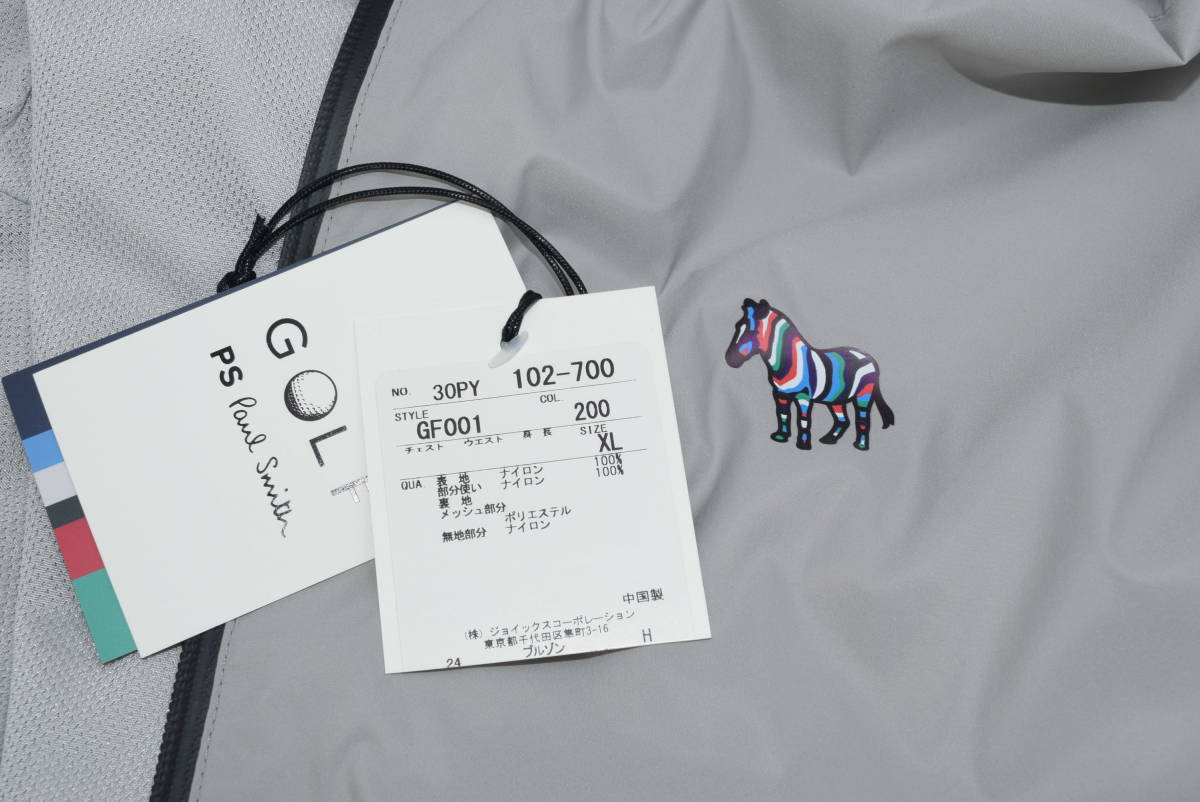 GOLF
PS Paul Smith
NO. 30PY 102-700
STYLE COL.
GF001 200
チェスト ウエスト 身 長 SIZE
XL
QUA 表 地 ナイロン 100%
部分使い ナイロン 100%
裏 地
メッシュ部分
ポリエステル
無地部分 ナイロン
中国製
(株) ジョイックスコーポレーション
東京都千代田区隼町3-16
24 ブルゾン H